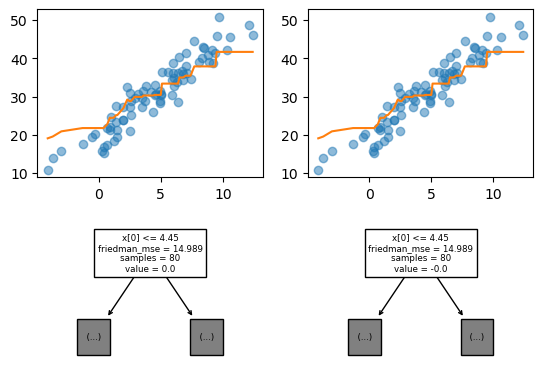 50
40
30
20
10
0
5
10
50
40
30
20
10
0
5
10
x[0] <= 4.45
friedman_mse = 14.989
samples = 80
value = 0.0
(...)
(...)
x[0] <= 4.45
friedman_mse = 14.989
samples = 80
value = -0.0
(...)
(...)